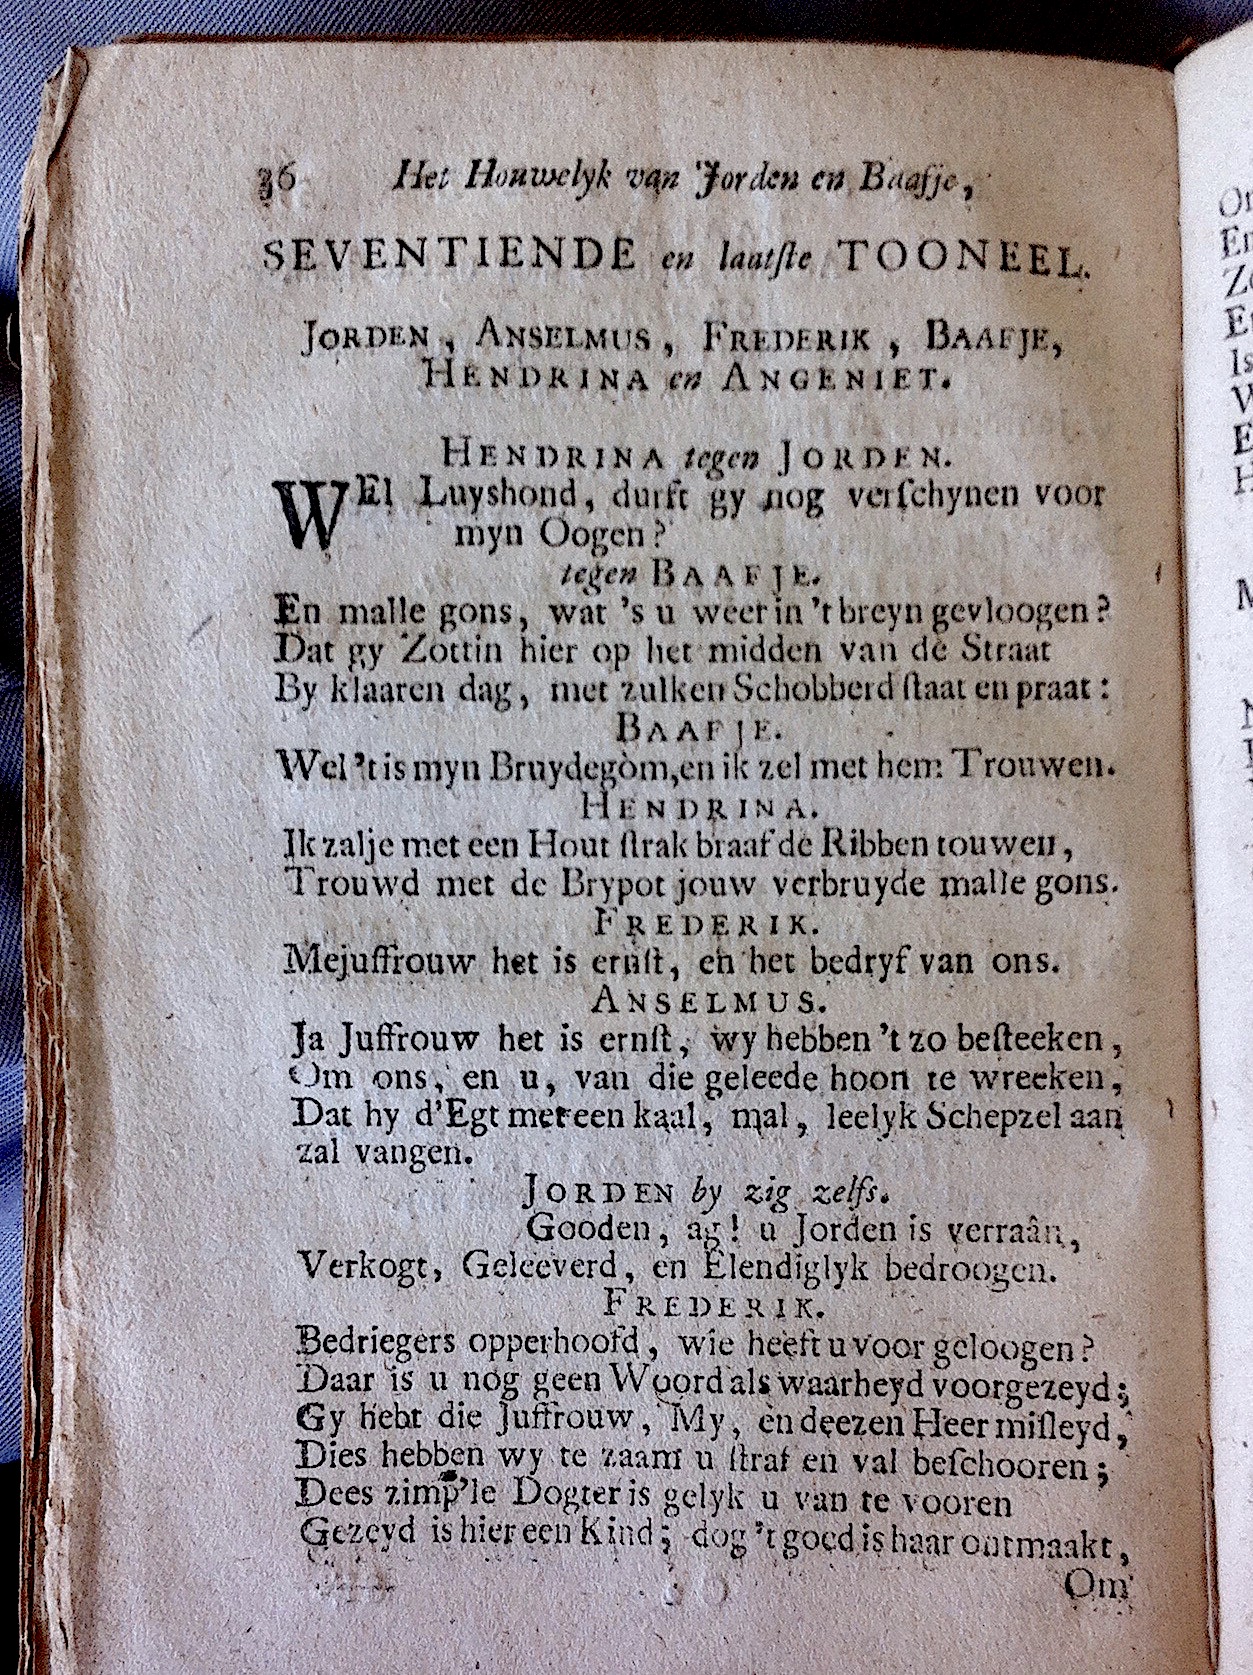 36 Het Houwelyk van Jorden en Baafje,
SEVENTIENDE en laatſte TOONEEL.
JORDEN, ANSELMUS, FREDERIK, BAAFJE,
HENDRINA en ANGENIET.
HENDRINA tegen JORDEN.
WEl Luyshond, durft gy nog verſchynen voor
myn Oogen?
tegen BAAFJE.
En malle gons, wat 's u weer in 't breyn gevloogen?
Dat gy Zottin hier op het midden van de Straat
By klaaren dag, met zulken Schobberd ſtaat en praat:
BAAFJE.
Wel 't is myn Bruydegom, en ik zel met hem Trouwen.
HENDRINA.
Ik zal je met een Hout ſtrak braaf de Ribben touwen,
Trouwd met de Brypot jouw verbruyde malle gons.
FREDERIK.
Mejuffrouw het is ernſt, en het bedryf van ons.
ANSELMUS.
Ja Juffrouw het is ernſt, wy hebben 't zo beſteeken,
Om ons, en u, van die geleede hoon te wreeken,
Dat hy d'Egt met een kaal, mal, leelyk Schepzel aan
zal vangen.
JORDEN by zig zelfs.
Gooden, ag! u Jorden is verraân,
Verkogt, Geleeverd, en Elendiglyk bedroogen.
FREDERIK.
Bedriegers opperhoofd, wie heeft u voor geloogen?
Daar is u nog geen Woord als waarheyd voorgezeyd;
Gy hebt die Juffrouw, My, en deezen Heer miſleyd,
Dies hebben wy te zaam u ſtraf en val beſchooren;
Dees zimp'le Dogter is gelyk u van te vooren
Gezeyd is hier een Kind; dog 't goed is haar ontmaakt,
Om